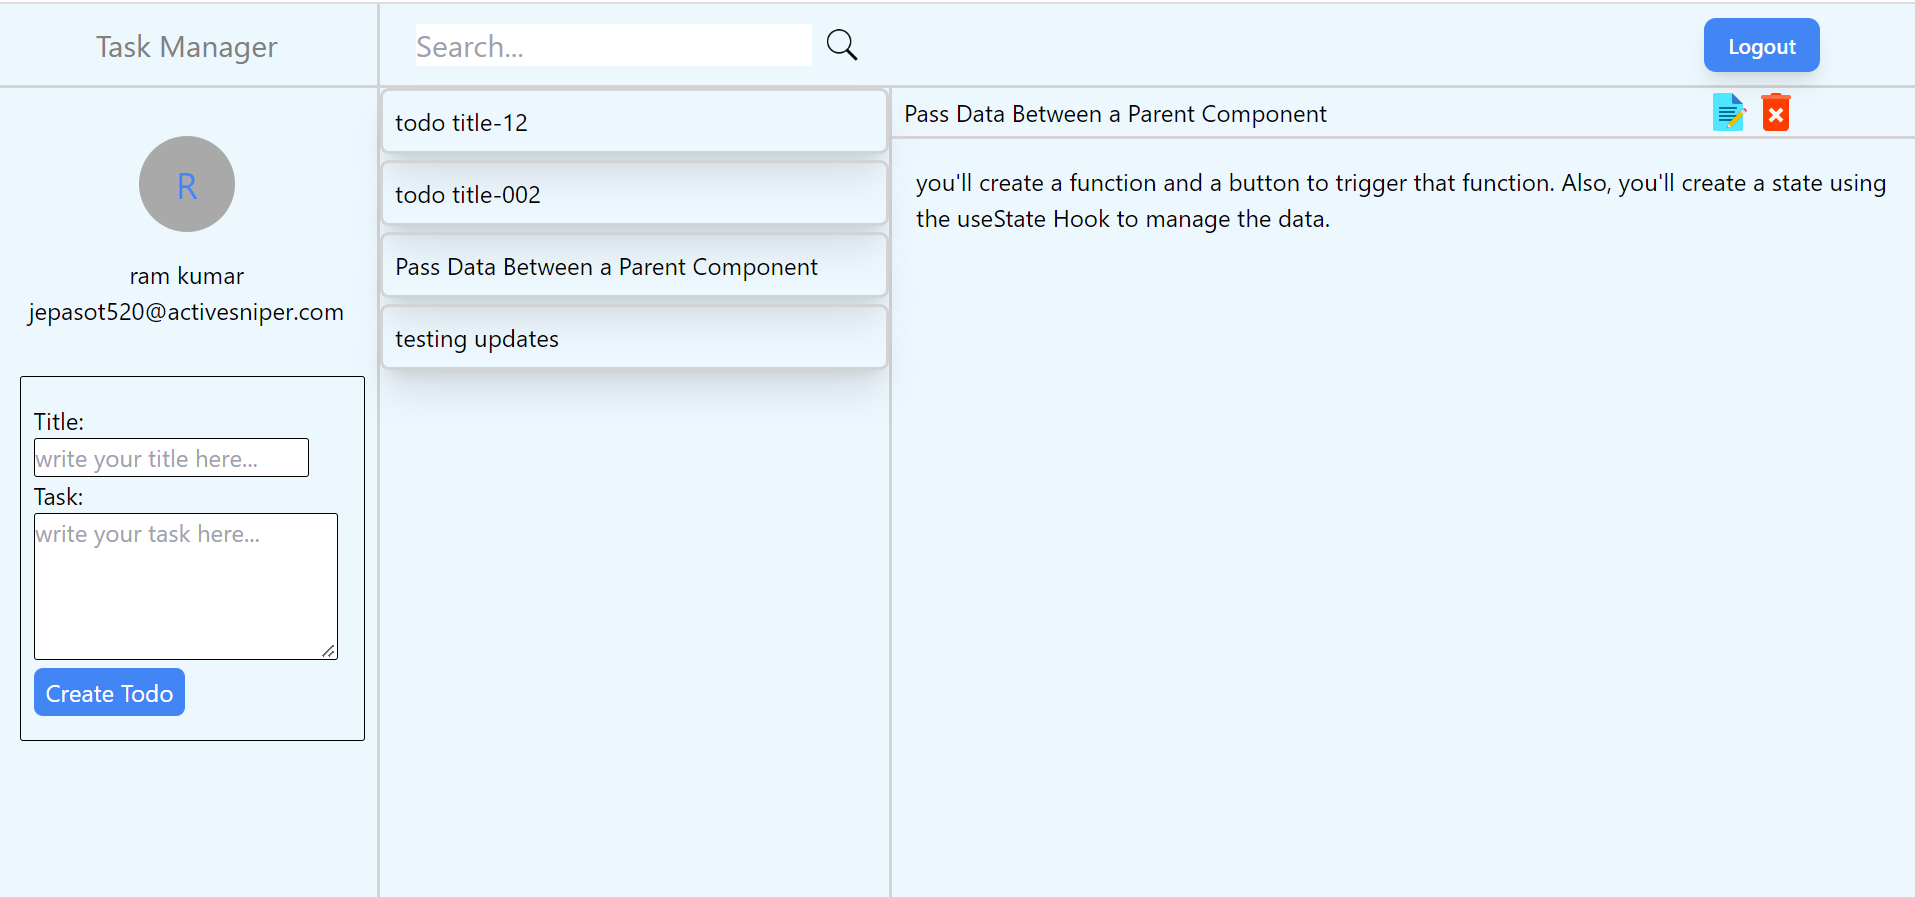 Task Manager
Search...
Logout
R
ram kumar
jepasot520@activesniper.com
Title:
write your title here...
Task:
write your task here...
Create Todo
todo title-12
todo title-002
Pass Data Between a Parent Component
testing updates
Pass Data Between a Parent Component
you'll create a function and a button to trigger that function. Also, you'll create a state using
the useState Hook to manage the data.